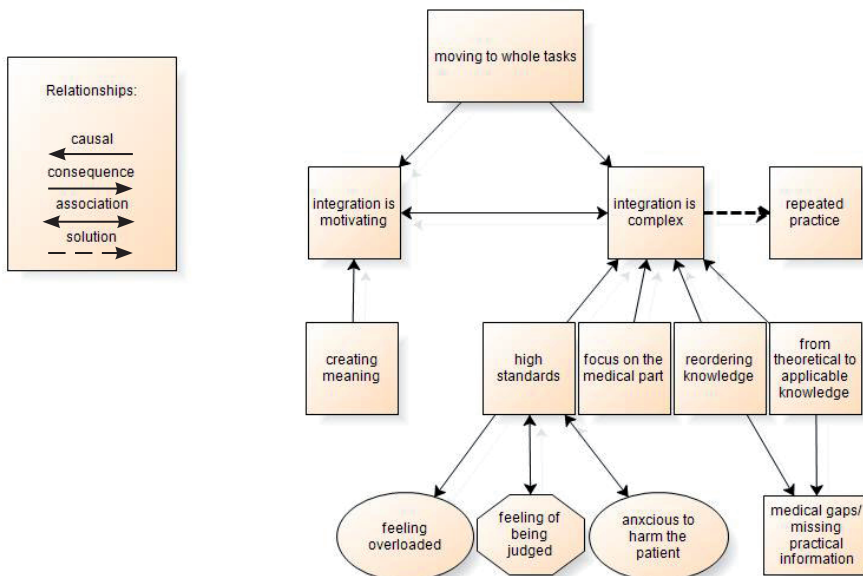 moving to whole tasks
Relationships:
causal
consequence
association
solution
integration is
motivating
integration is
complex
repeated
practice
creating
meaning
high
standards
focus on the
medical part
reordering
knowledge
from
theoretical to
applicable
knowledge
feeling
overloaded
feeling of
being
judged
anxcious to
harm the
patient
medical gaps/
missing
practical
information